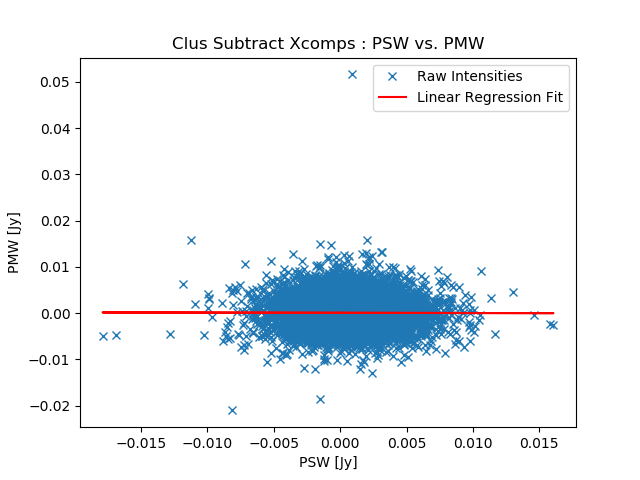 Clus Subtract Xcomps : PSW vs. PMW
Raw Intensities
Linear Regression Fit
PMW [Jy]
0.05
0.04
0.03
0.02
0.01
0.00
−0.01
−0.02
−0.015 −0.010 −0.005 0.000 0.005 0.010 0.015
PSW [Jy]